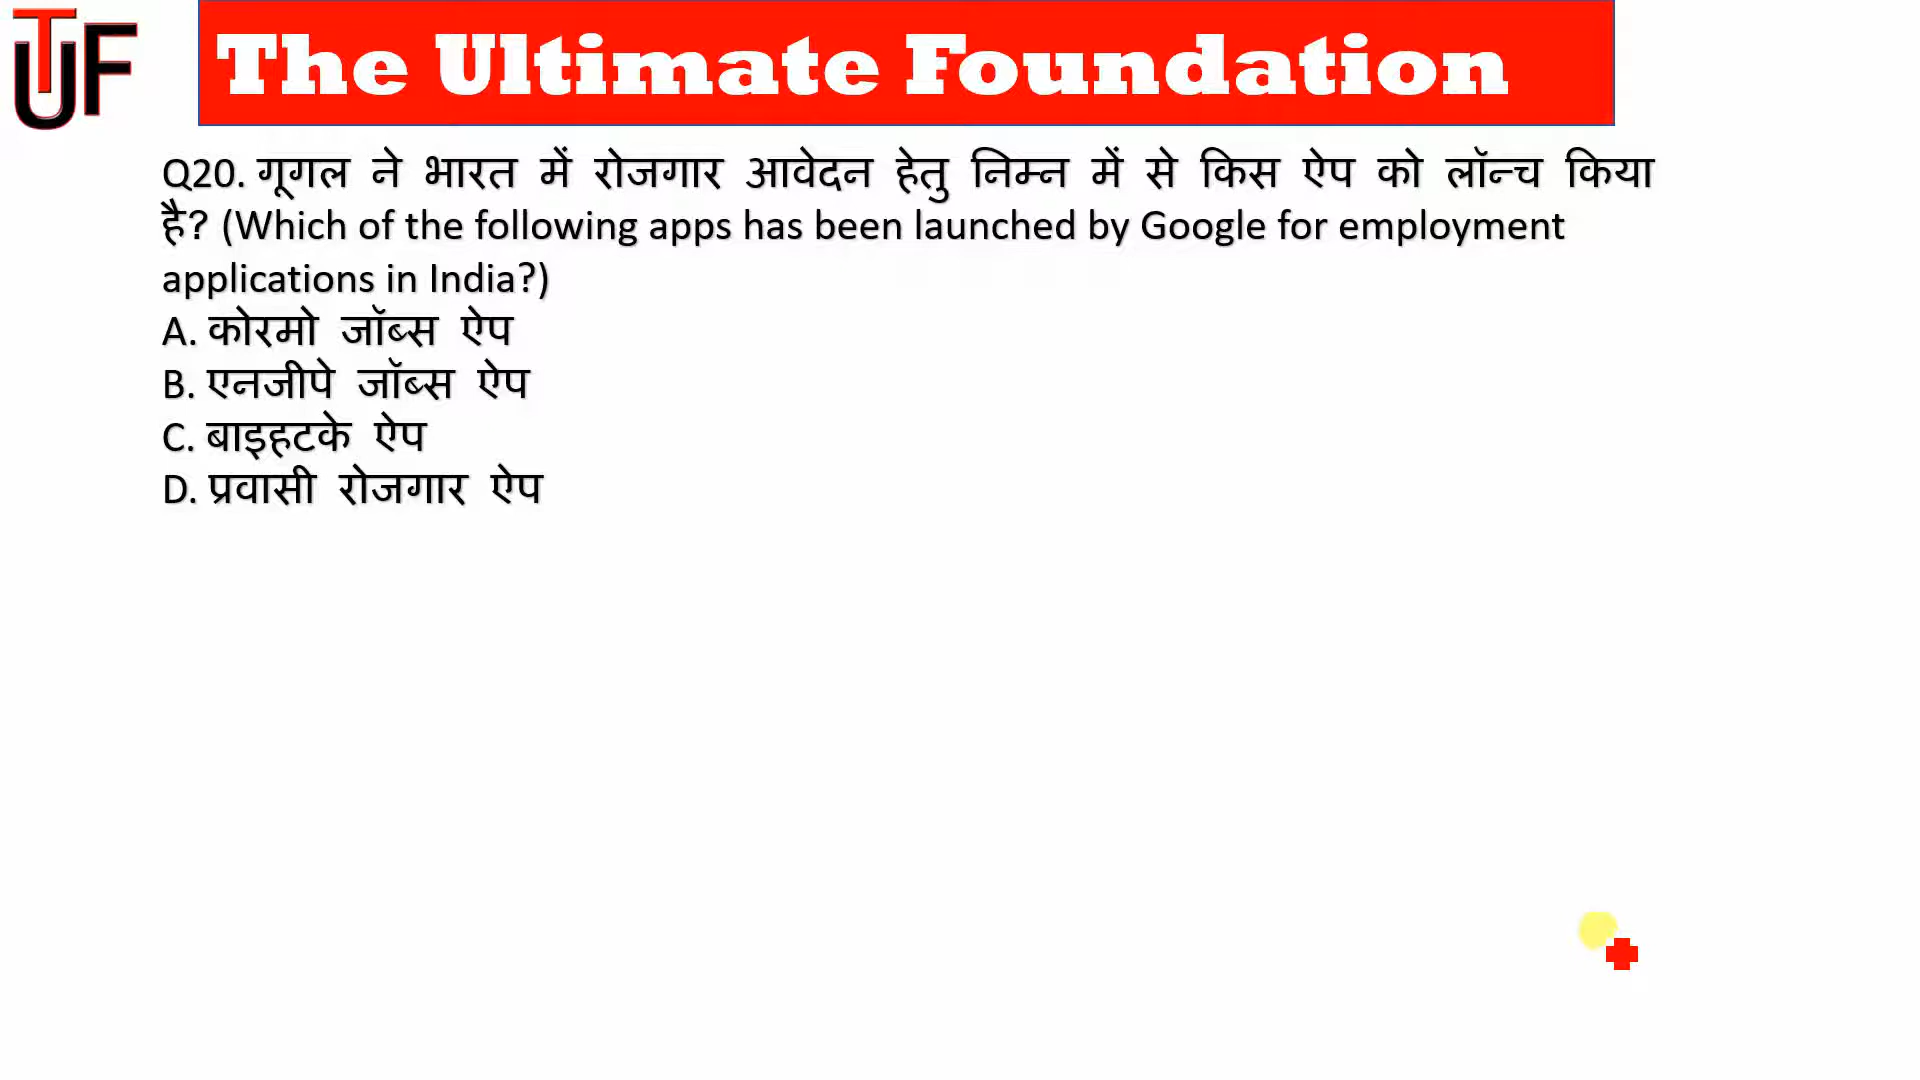 TUF
The Ultimate Foundation
Q20. गूगल ने भारत में रोजगार आवेदन हेतु निम्न में से किस ऐप को लॉन्च किया
है? (Which of the following apps has been launched by Google for employment
applications in India?)
A. कोरमो जॉब्स ऐप
B. एनजीपे जॉब्स ऐप
C. बाइहटके ऐप
D. प्रवासी रोजगार ऐप